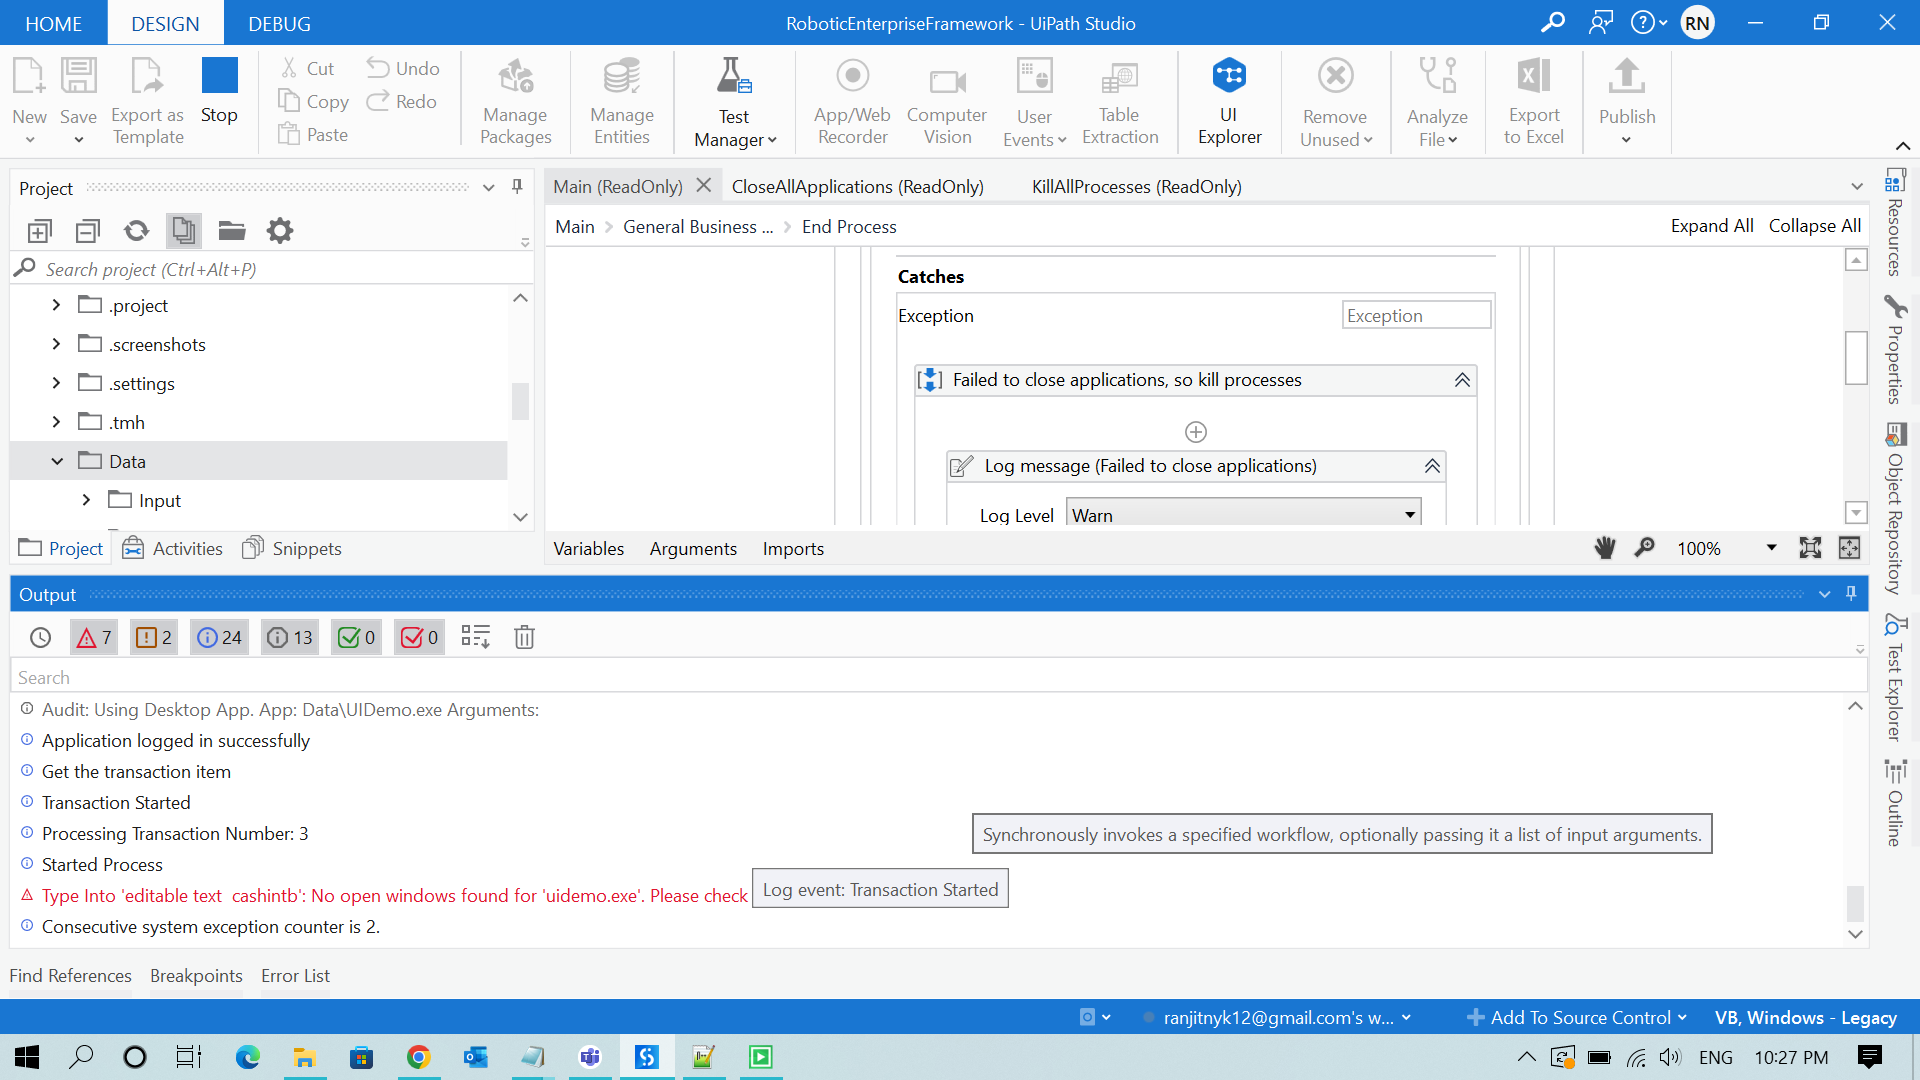 HOME DESIGN DEBUG RoboticEnterpriseFramework - UiPath Studio RN
New
Save
Export as
Template
Stop
Cut
Copy
Paste
Undo
Redo
Manage
Packages
Manage
Entities
Test
Manager
App/Web
Recorder
Computer
Vision
User
Events
Table
Extraction
UI
Explorer
Remove
Unused
Analyze
File
Export
to Excel
Publish
Project
Search project (Ctrl+Alt+P)
.project
.screenshots
.settings
.tmh
Data
Input
Project Activities Snippets
Main (ReadOnly) CloseAllApplications (ReadOnly) KillAllProcesses (ReadOnly)
Main General Business ... End Process Expand All Collapse All
Catches
Exception Exception
Failed to close applications, so kill processes
Log message (Failed to close applications)
Log Level Warn
Variables Arguments Imports 100%
Resources
Properties
Object Repository
Test Explorer
Outline
Output
7 2 24 13 0 0
Search
Audit: Using Desktop App. App: Data\UIDemo.exe Arguments:
Application logged in successfully
Get the transaction item
Transaction Started
Processing Transaction Number: 3
Synchronously invokes a specified workflow, optionally passing it a list of input arguments.
Started Process
Type Into 'editable text  cashintb': No open windows found for 'uidemo.exe'. Please check
Log event: Transaction Started
Consecutive system exception counter is 2.
Find References Breakpoints Error List
ranjitnyk12@gmail.com's w... Add To Source Control VB, Windows - Legacy
ENG 10:27 PM